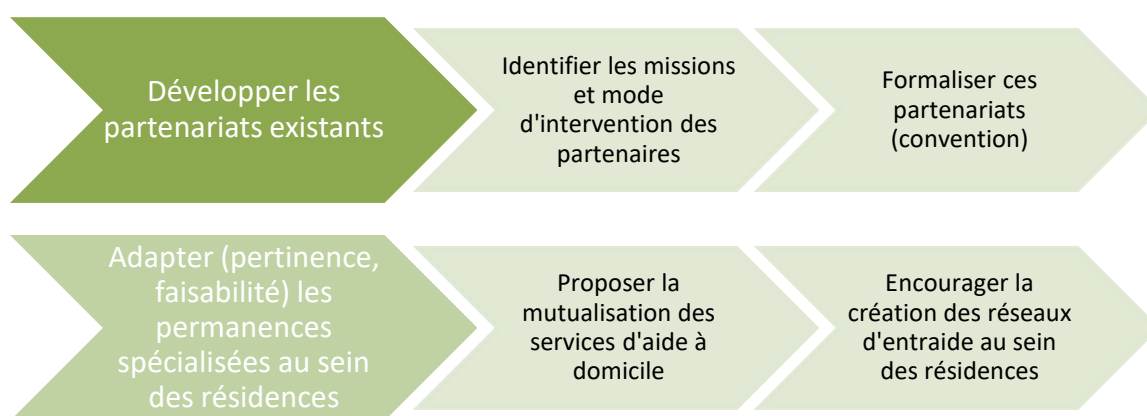 Développer les
partenariats existants
Identifier les missions
et mode
d'intervention des
partenaires
Formaliser ces
partenariats
(convention)
Adapter (pertinence,
faisabilité) les
permanences
spécialisées au sein
des résidences
Proposer la
mutualisation des
services d'aide à
domicile
Encourager la
création des réseaux
d'entraide au sein
des résidences